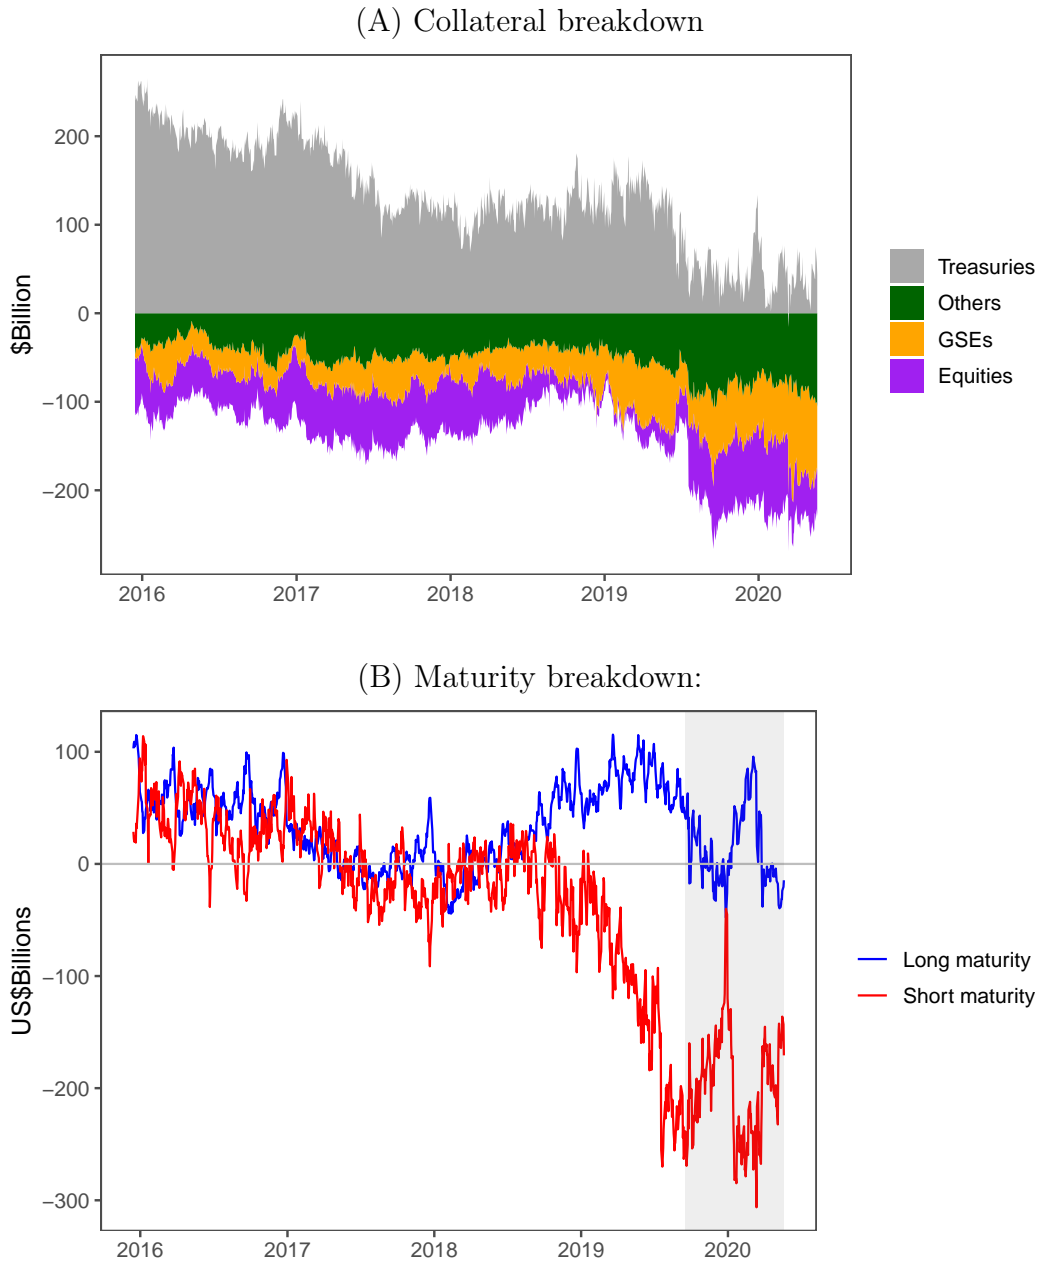 (A) Collateral breakdown
$Billion
200
100
0
−100
−200
2016 2017 2018 2019 2020
Treasuries
Others
GSEs
Equities
(B) Maturity breakdown:
US$Billions
100
0
−100
−200
−300
2016 2017 2018 2019 2020
Long maturity
Short maturity